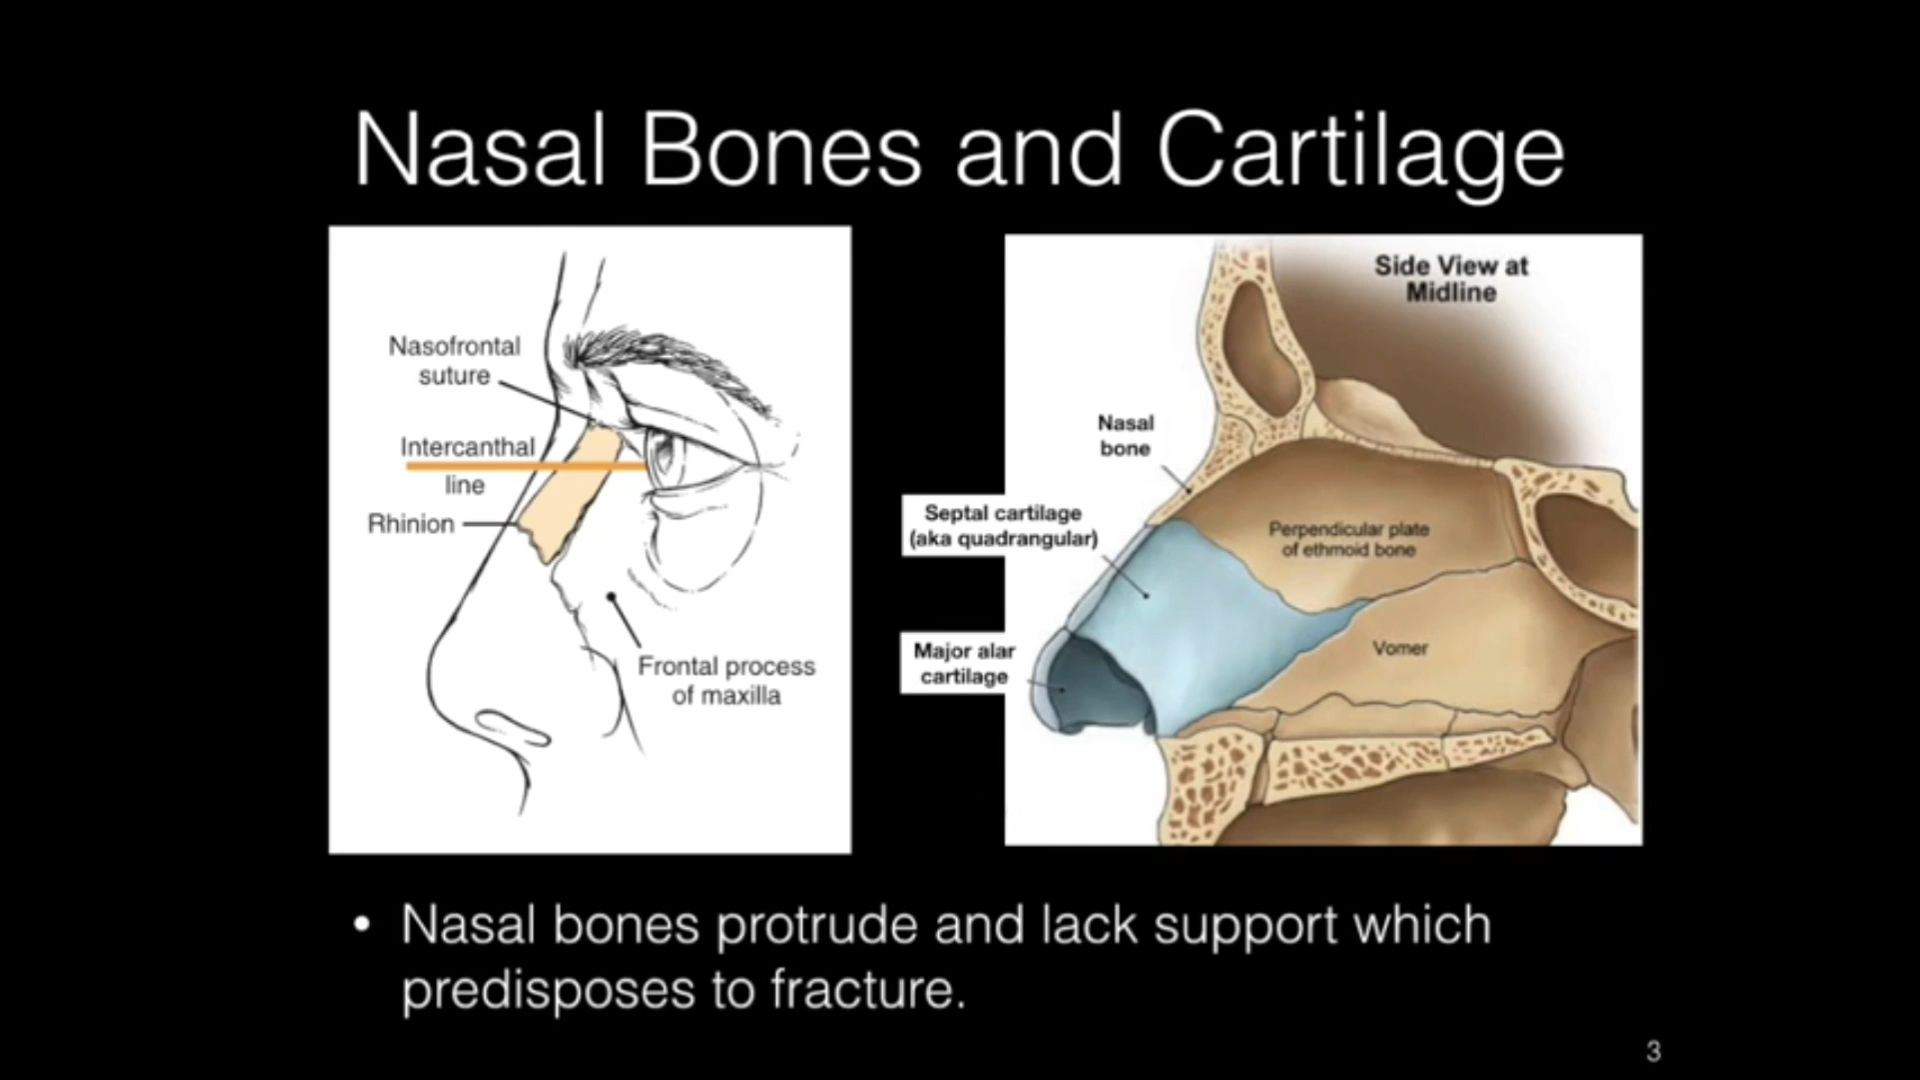 Nasal Bones and Cartilage
Nasofrontal
suture
Intercanthal
line
Rhinion
Frontal process
of maxilla
Side View at
Midline
Nasal
bone
Septal cartilage
(aka quadrangular)
Perpendicular plate
of ethmoid bone
Major alar
cartilage
Vomer
• Nasal bones protrude and lack support which
predisposes to fracture.
3